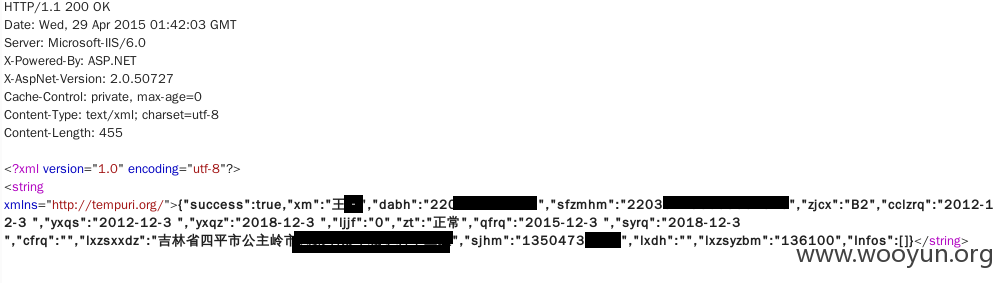 HTTP/1.1 200 OK
Date: Wed, 29 Apr 2015 01:42:03 GMT
Server: Microsoft-IIS/6.0
X-Powered-By: ASP.NET
X-AspNet-Version: 2.0.50727
Cache-Control: private, max-age=0
Content-Type: text/xml; charset=utf-8
Content-Length: 455
<?xml version="1.0" encoding="utf-8"?>
<string
xmlns="http://tempuri.org/">{"success":true,"xm":"王","dabh":"220","sfzmhm":"2203","zjcx":"B2","cclzrq":"2012-1
2-3 ","yxqs":"2012-12-3 ","yxqz":"2018-12-3 ","ljjf":"0","zt":"正常","qfrq":"2015-12-3 ","syrq":"2018-12-3
","cfrq":"","lxzsxxdz":"吉林省四平市公主岭市","sjhm":"1350473","lxdh":"","lxzsyzbm":"136100","Infos":[]}</string>
www.wooyun.org